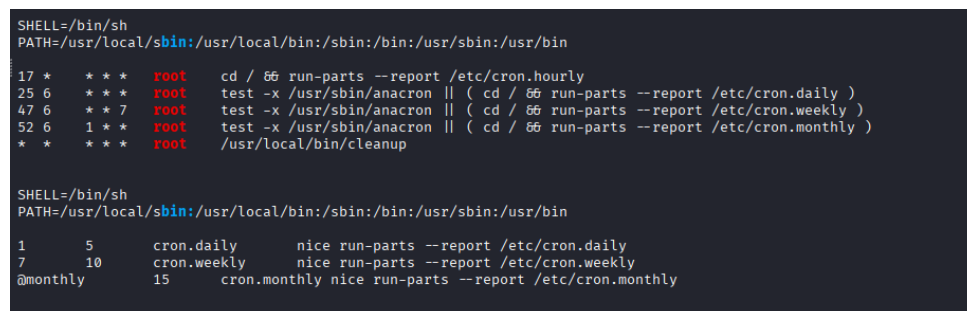 SHELL=/bin/sh
PATH=/usr/local/sbin:/usr/local/bin:/sbin:/bin:/usr/sbin:/usr/bin
17 * * * * root cd / && run-parts --report /etc/cron.hourly
25 6 * * * root test -x /usr/sbin/anacron || ( cd / && run-parts --report /etc/cron.daily )
47 6 * * 7 root test -x /usr/sbin/anacron || ( cd / && run-parts --report /etc/cron.weekly )
52 6 1 * * root test -x /usr/sbin/anacron || ( cd / && run-parts --report /etc/cron.monthly )
* * * * * root /usr/local/bin/cleanup
SHELL=/bin/sh
PATH=/usr/local/sbin:/usr/local/bin:/sbin:/bin:/usr/sbin:/usr/bin
1 5 cron.daily nice run-parts --report /etc/cron.daily
7 10 cron.weekly nice run-parts --report /etc/cron.weekly
@monthly 15 cron.monthly nice run-parts --report /etc/cron.monthly